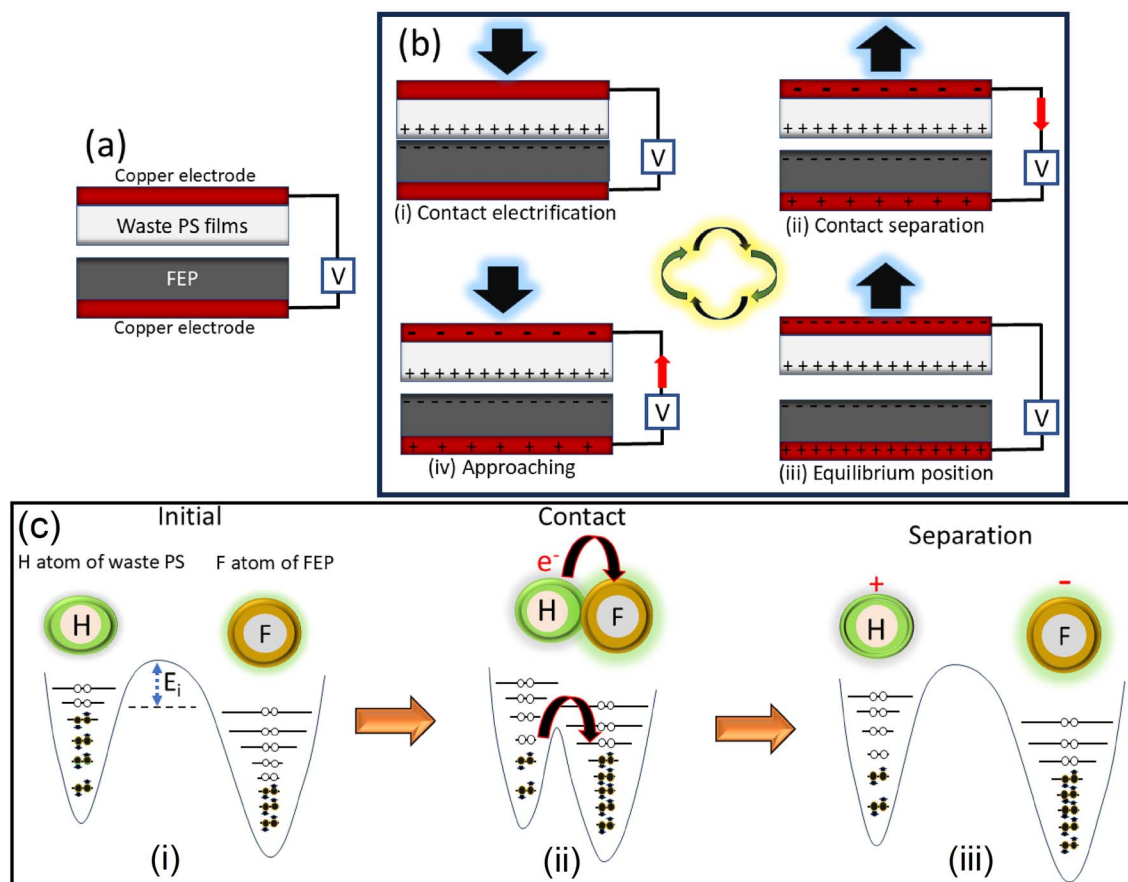 (a)
Copper electrode
Waste PS films
FEP
V
Copper electrode
(b)
+ + + + + + + + + + + + +
- - - - - - - - - - - -
V
(i) Contact electrification
- - - - - - -
+ + + + + + + + + + + + +
- - - - - - - - - - - -
V
+ + + + + + +
(ii) Contact separation
- - - - - - -
+ + + + + + + + + + + + +
- - - - - - - - - - - -
V
+ + + + + + +
(iv) Approaching
- - - - - - - - - - - -
+ + + + + + + + + + + + +
- - - - - - - - - - - -
V
+ + + + + + + + + + + + +
(iii) Equilibrium position
(c)
Initial
H atom of waste PS
F atom of FEP
H
F
Ei
(i)
Contact
e-
H
F
(ii)
Separation
+
-
H
F
(iii)